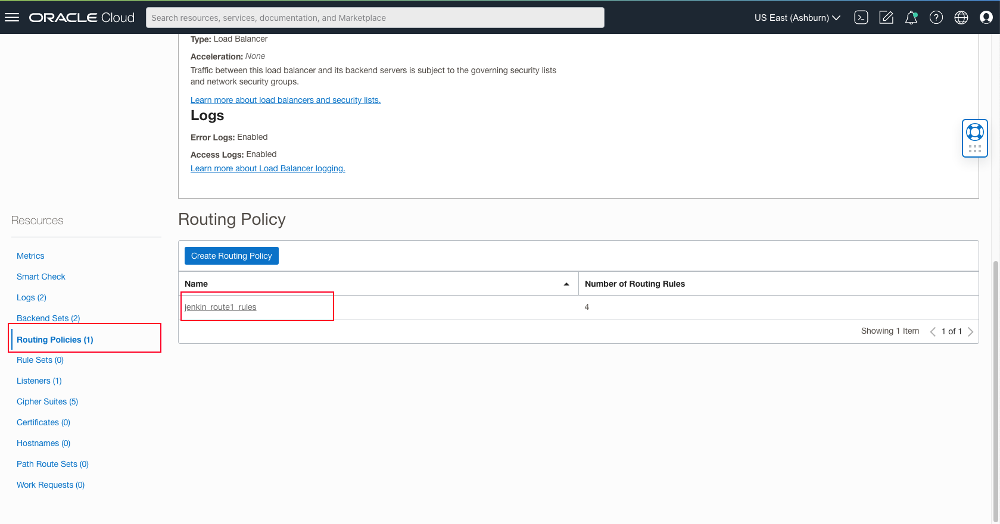 ORACLE Cloud
Search resources, services, documentation, and Marketplace
US East (Ashburn)
Type: Load Balancer
Acceleration: None
Traffic between this load balancer and its backend servers is subject to the governing security lists
and network security groups.
Learn more about load balancers and security lists.
Logs
Error Logs: Enabled
Access Logs: Enabled
Learn more about Load Balancer logging.
Resources
Metrics
Smart Check
Logs (2)
Backend Sets (2)
Routing Policies (1)
Rule Sets (0)
Listeners (1)
Cipher Suites (5)
Certificates (0)
Hostnames (0)
Path Route Sets (0)
Work Requests (0)
Routing Policy
Create Routing Policy
Name
Number of Routing Rules
jenkin_route1_rules
4
Showing 1 Item
1 of 1